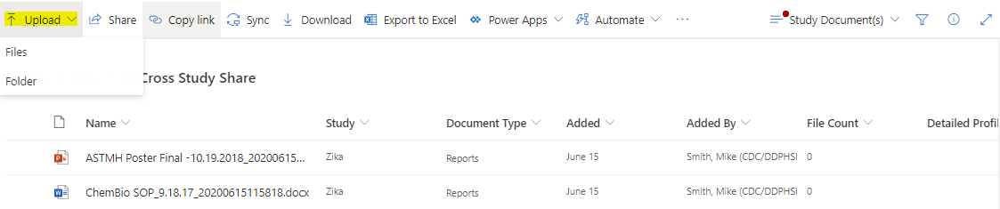 Upload Share Copy link Sync Download Export to Excel Power Apps Automate ... Study Document(s)
Files
Folder
Cross Study Share
Name Study Document Type Added Added By File Count Detailed Profil
ASTMH Poster Final -10.19.2018_20200615... Zika Reports June 15 Smith, Mike (CDC/DDPHSI 0
ChemBio SOP_9.18.17_20200615115818.docx Zika Reports June 15 Smith, Mike (CDC/DDPHSI 0